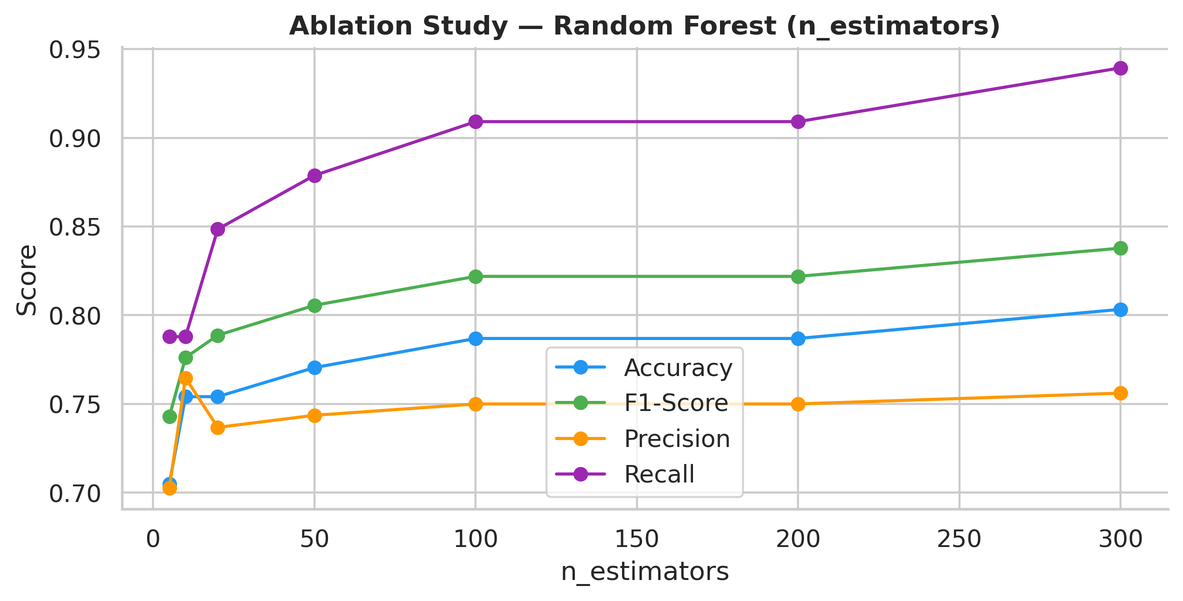 Ablation Study — Random Forest (n_estimators)
0.95
0.90
0.85
0.80
0.75
0.70
Score
Accuracy
F1-Score
Precision
Recall
0 50 100 150 200 250 300
n_estimators